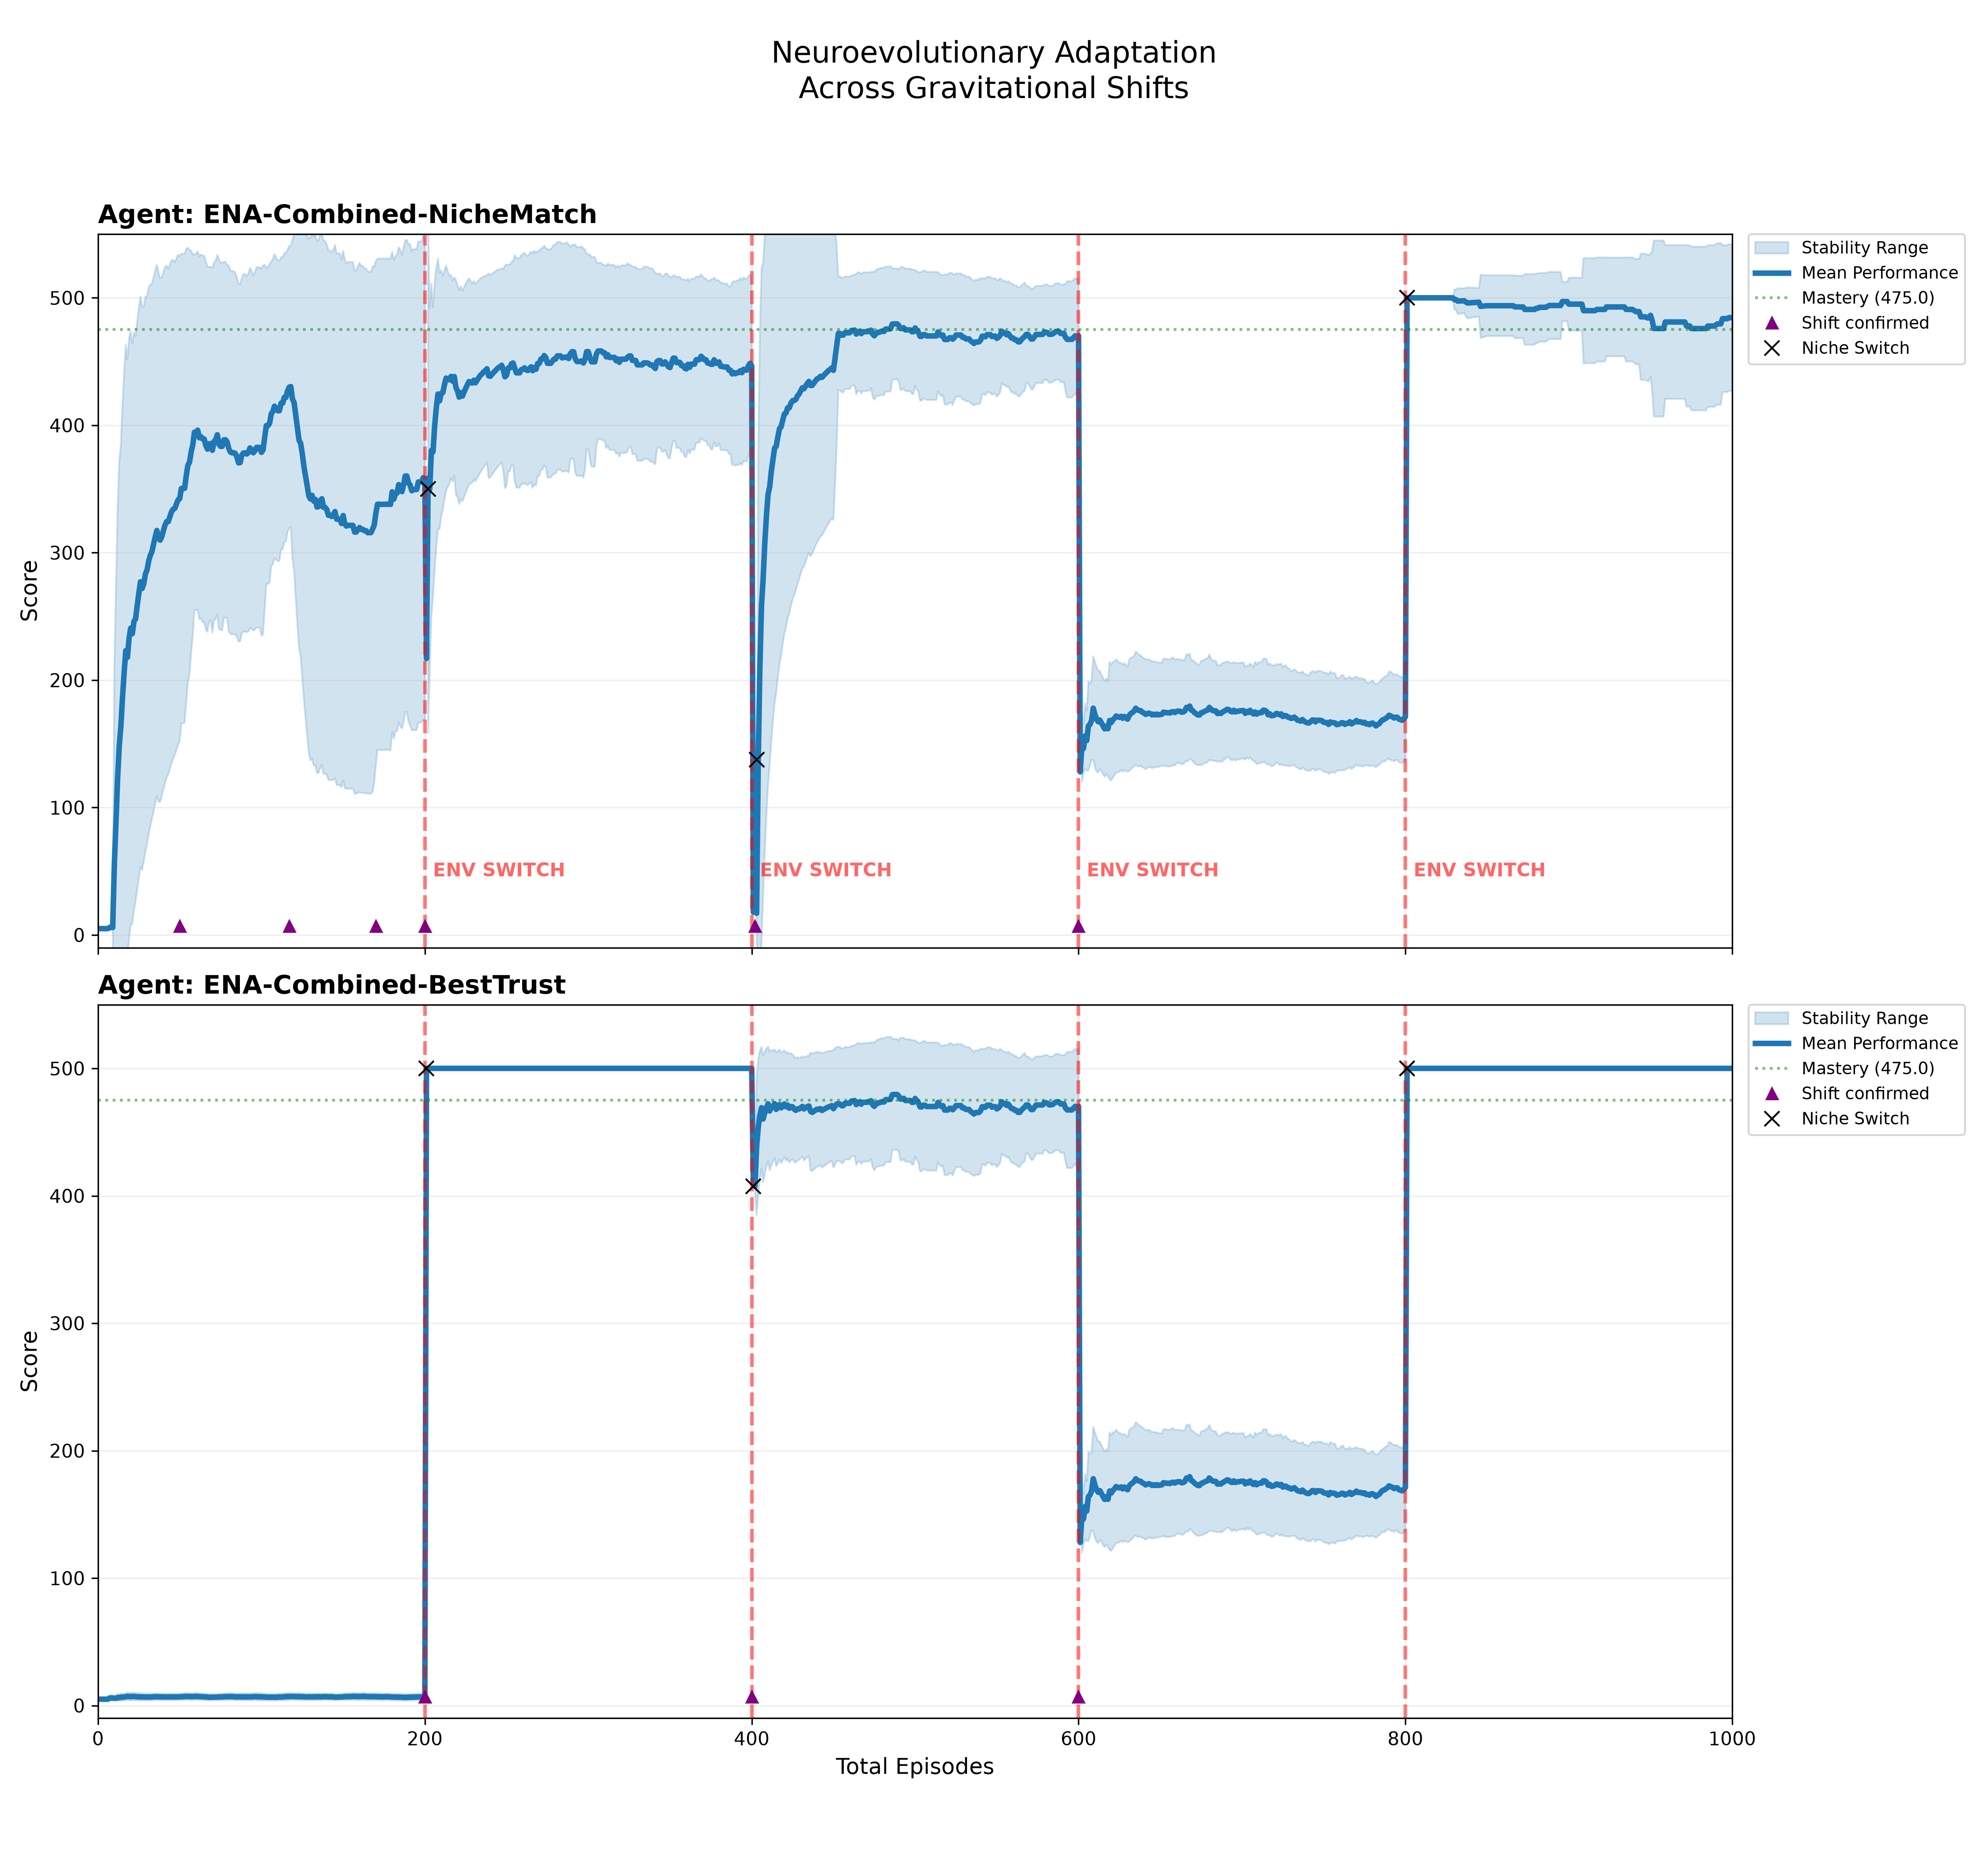 Neuroevolutionary Adaptation
Across Gravitational Shifts
Agent: ENA-Combined-NicheMatch
Score
500
400
300
200
100
0
ENV SWITCH
ENV SWITCH
ENV SWITCH
ENV SWITCH
Stability Range
Mean Performance
Mastery (475.0)
Shift confirmed
Niche Switch
Agent: ENA-Combined-BestTrust
Score
500
400
300
200
100
0
Stability Range
Mean Performance
Mastery (475.0)
Shift confirmed
Niche Switch
0
200
400
600
800
1000
Total Episodes